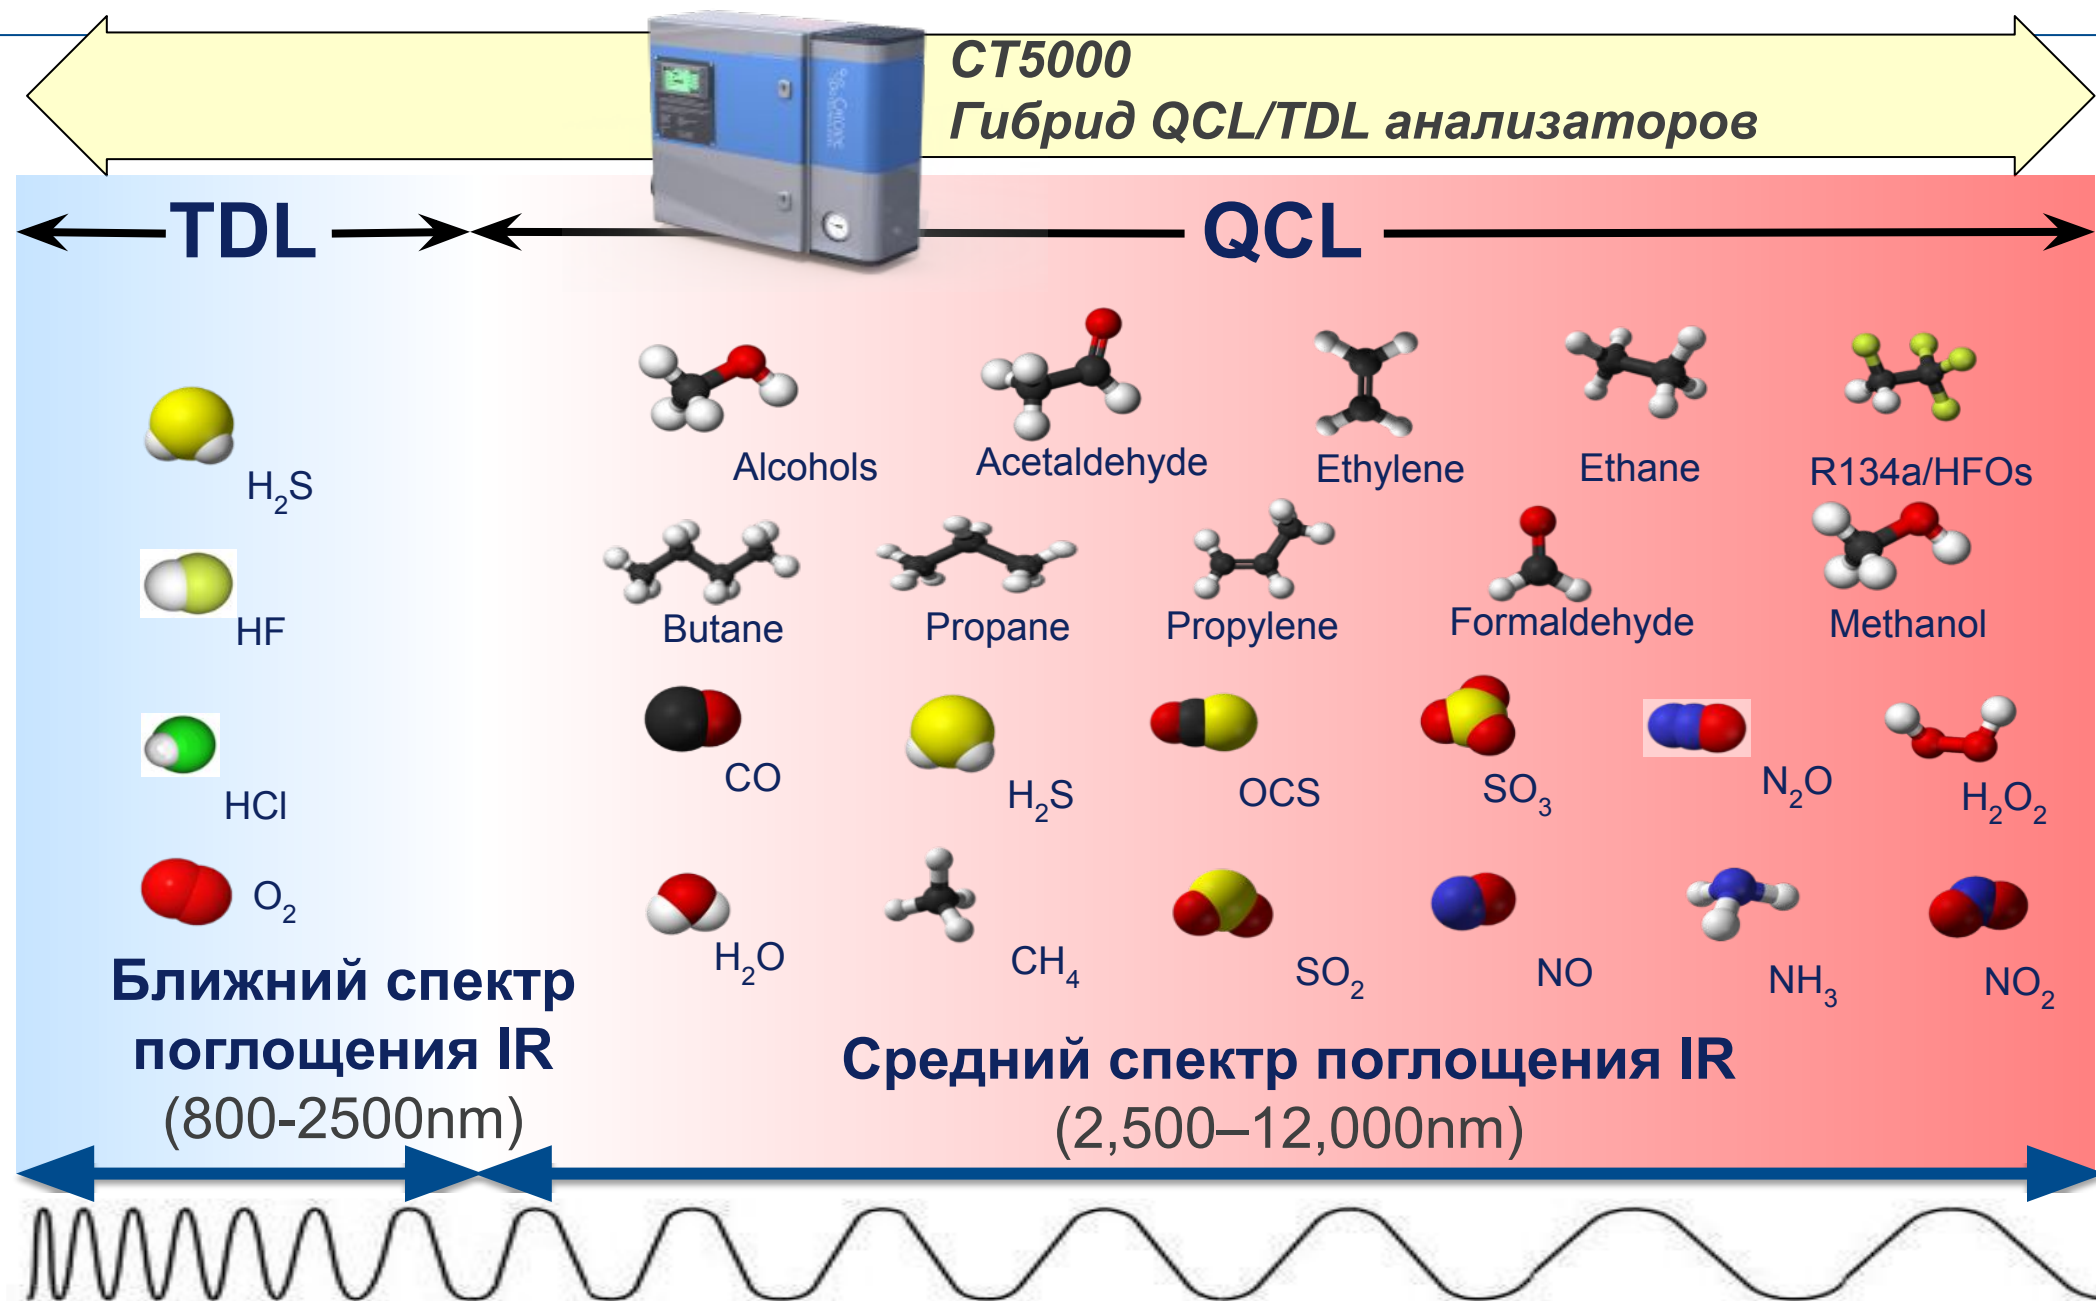 CT5000
Гибрид QCL/TDL анализаторов
TDL
QCL
Alcohols
Acetaldehyde
Ethylene
Ethane
R134a/HFOs
H₂S
Butane
Propane
Propylene
Formaldehyde
Methanol
HF
CO
H₂S
OCS
SO₃
N₂O
H₂O₂
HCl
O₂
H₂O
CH₄
SO₂
NO
NH₃
NO₂
Ближний спектр
поглощения IR
(800-2500nm)
Средний спектр поглощения IR
(2,500–12,000nm)